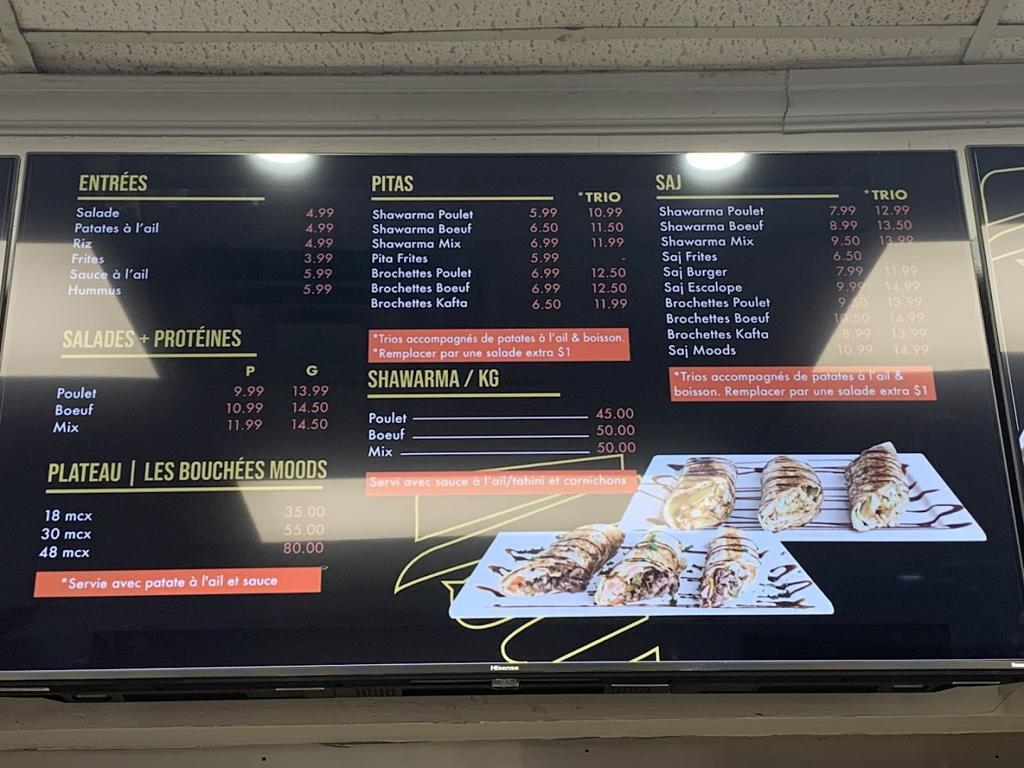 ENTRÉES
Salade 4.99
Patates à l'ail 4.99
Riz 4.99
Frites 3.99
Sauce à l'ail 5.99
Hummus 5.99
SALADES + PROTÉINES
P G
Poulet 9.99 13.99
Boeuf 10.99 14.50
Mix 11.99 14.50
PLATEAU | LES BOUCHÉES MOODS
18 mcx 35.00
30 mcx 55.00
48 mcx 80.00
*Servie avec patate à l'ail et sauce
PITAS
*TRIO
Shawarma Poulet 5.99 10.99
Shawarma Boeuf 6.50 11.50
Shawarma Mix 6.99 11.99
Pita Frites 5.99 -
Brochettes Poulet 6.99 12.50
Brochettes Boeuf 6.99 12.50
Brochettes Kafta 6.50 11.99
*Trios accompagnés de patates à l'ail & boisson.
*Remplacer par une salade extra $1
SHAWARMA / KG
Poulet 45.00
Boeuf 50.00
Mix 50.00
Servi avec sauce à l'ail/tahini et cornichons
SAJ
*TRIO
Shawarma Poulet 7.99 12.99
Shawarma Boeuf 8.99 13.50
Shawarma Mix 9.50 13.99
Saj Frites 6.50 -
Saj Burger 7.99 11.99
Saj Escalope 9.99 14.99
Brochettes Poulet 9.50 13.99
Brochettes Boeuf 10.50 14.99
Brochettes Kafta 8.99 13.99
Saj Moods 10.99 14.99
*Trios accompagnés de patates à l'ail &
boisson. Remplacer par une salade extra $1
Hisense